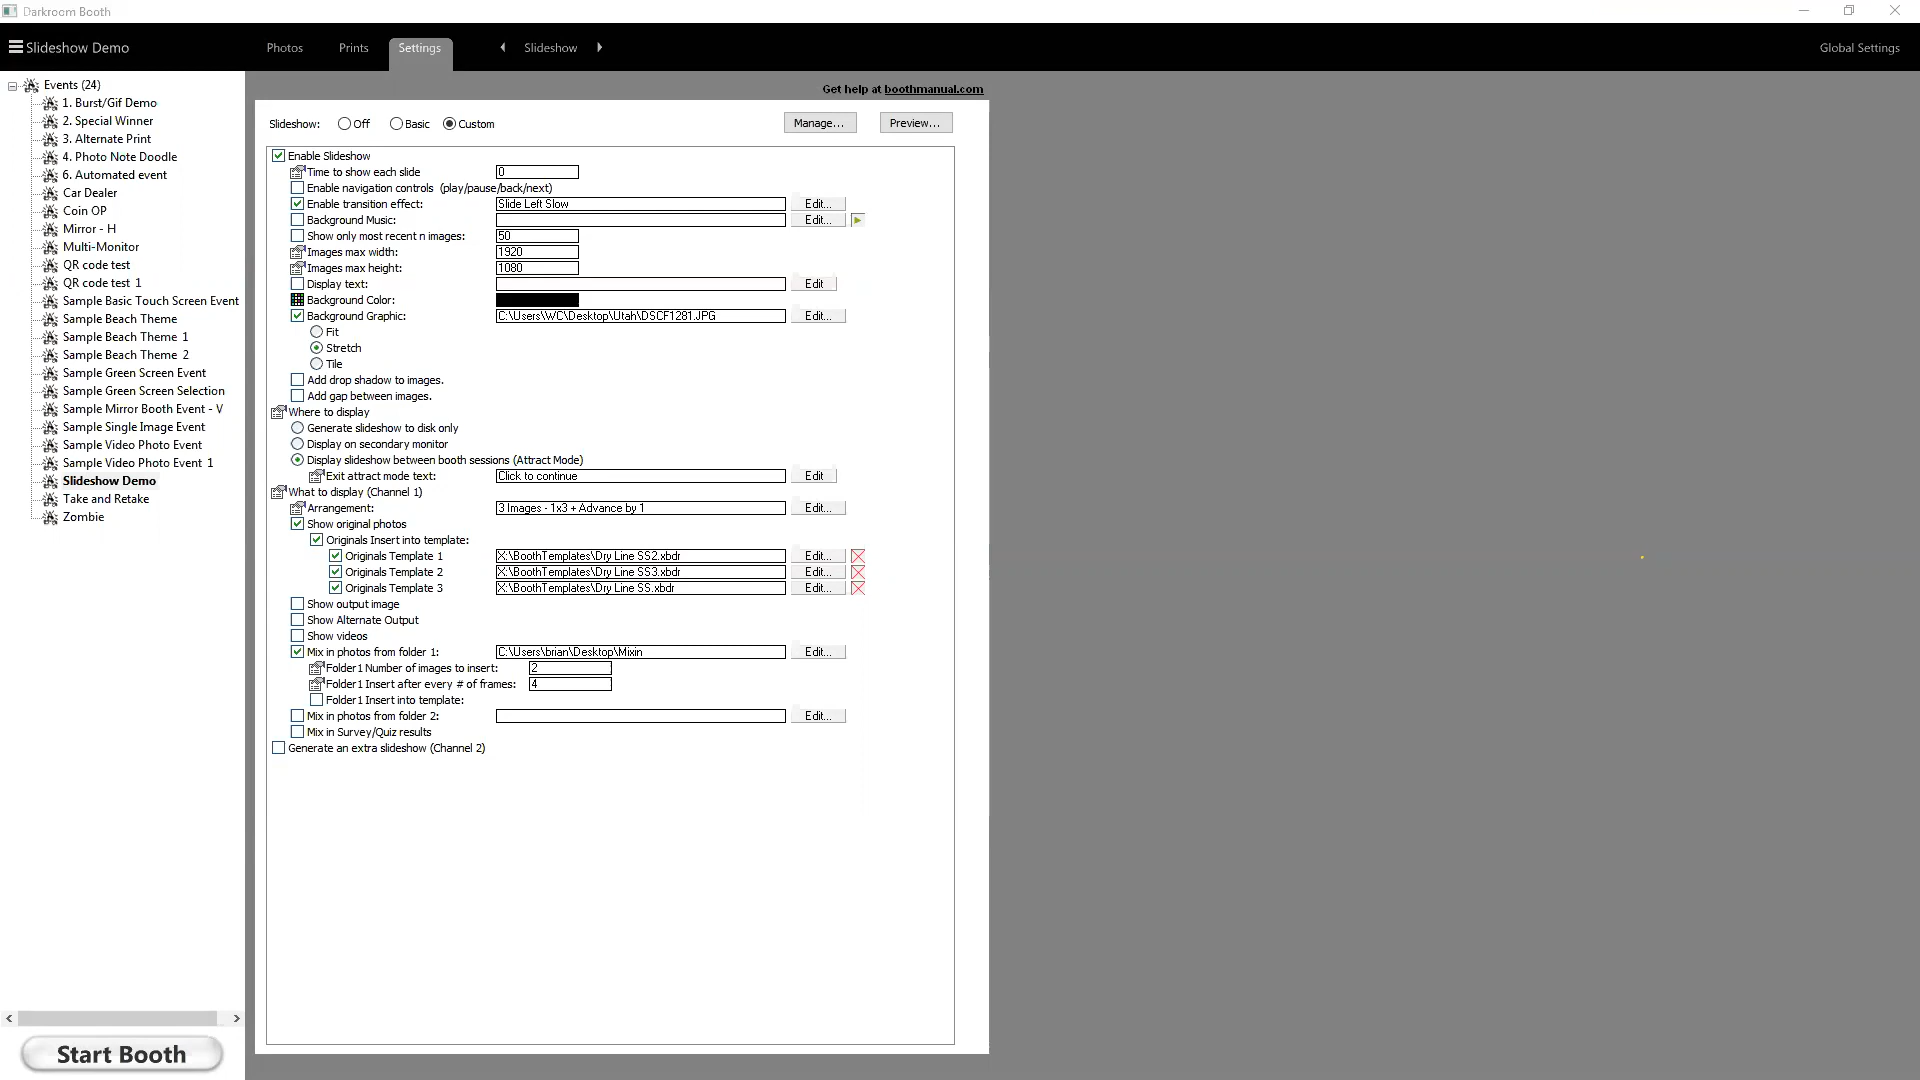 Darkroom Booth
Slideshow Demo
Photos
Prints
Settings
Slideshow
Global Settings
Events (24)
1. Burst/Gif Demo
2. Special Winner
3. Alternate Print
4. Photo Note Doodle
6. Automated event
Car Dealer
Coin OP
Mirror - H
Multi-Monitor
QR code test
QR code test 1
Sample Basic Touch Screen Event
Sample Beach Theme
Sample Beach Theme 1
Sample Beach Theme 2
Sample Green Screen Event
Sample Green Screen Selection
Sample Mirror Booth Event - V
Sample Single Image Event
Sample Video Photo Event
Sample Video Photo Event 1
Slideshow Demo
Take and Retake
Zombie
Start Booth
Get help at boothmanual.com
Slideshow: Off Basic Custom Manage... Preview...
Enable Slideshow
Time to show each slide 0
Enable navigation controls (play/pause/back/next)
Enable transition effect: Slide Left Slow Edit...
Background Music: Edit...
Show only most recent n images: 50
Images max width: 1920
Images max height: 1080
Display text: Edit
Background Color:
Background Graphic: C:\Users\WC\Desktop\Utah\DSCF1281.JPG Edit...
Fit
Stretch
Tile
Add drop shadow to images.
Add gap between images.
Where to display
Generate slideshow to disk only
Display on secondary monitor
Display slideshow between booth sessions (Attract Mode)
Exit attract mode text: Click to continue Edit
What to display (Channel 1)
Arrangement: 3 Images - 1x3 + Advance by 1 Edit...
Show original photos
Originals Insert into template:
Originals Template 1 X:\BoothTemplates\Dry Line SS2.xbdr Edit...
Originals Template 2 X:\BoothTemplates\Dry Line SS3.xbdr Edit...
Originals Template 3 X:\BoothTemplates\Dry Line SS.xbdr Edit...
Show output image
Show Alternate Output
Show videos
Mix in photos from folder 1: C:\Users\brian\Desktop\Mixin Edit...
Folder1 Number of images to insert: 2
Folder1 Insert after every # of frames: 4
Folder1 Insert into template:
Mix in photos from folder 2: Edit...
Mix in Survey/Quiz results
Generate an extra slideshow (Channel 2)